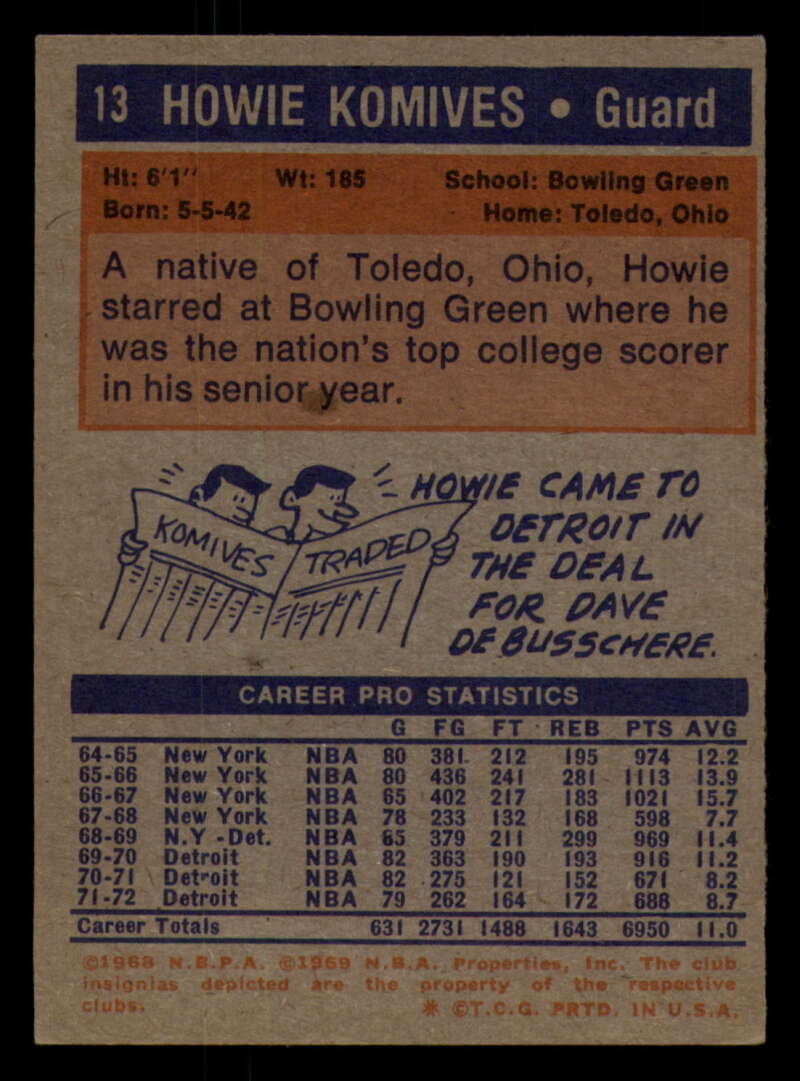 13 HOWIE KOMIVES • Guard
Ht: 6'1" Wt: 185 School: Bowling Green
Born: 5-5-42 Home: Toledo, Ohio
A native of Toledo, Ohio, Howie
starred at Bowling Green where he
was the nation's top college scorer
in his senior year.
KOMIVES TRADED
HOWIE CAME TO
DETROIT IN
THE DEAL
FOR DAVE
DE BUSSCHERE.
CAREER PRO STATISTICS
G FG FT REB PTS AVG
64-65 New York NBA 80 381 212 195 974 12.2
65-66 New York NBA 80 436 241 281 1113 13.9
66-67 New York NBA 65 402 217 183 1021 15.7
67-68 New York NBA 78 233 132 168 598 7.7
68-69 N.Y -Det. NBA 85 379 211 299 969 11.4
69-70 Detroit NBA 82 363 190 193 916 11.2
70-71 Detroit NBA 82 275 121 152 671 8.2
71-72 Detroit NBA 79 262 164 172 688 8.7
Career Totals 631 2731 1488 1643 6950 11.0
©1968 N.B.P.A. ©1969 N.B.A. Properties, Inc. The club
insignias depicted are the property of the respective
clubs. * ©T.C.G. PRTD. IN U.S.A.